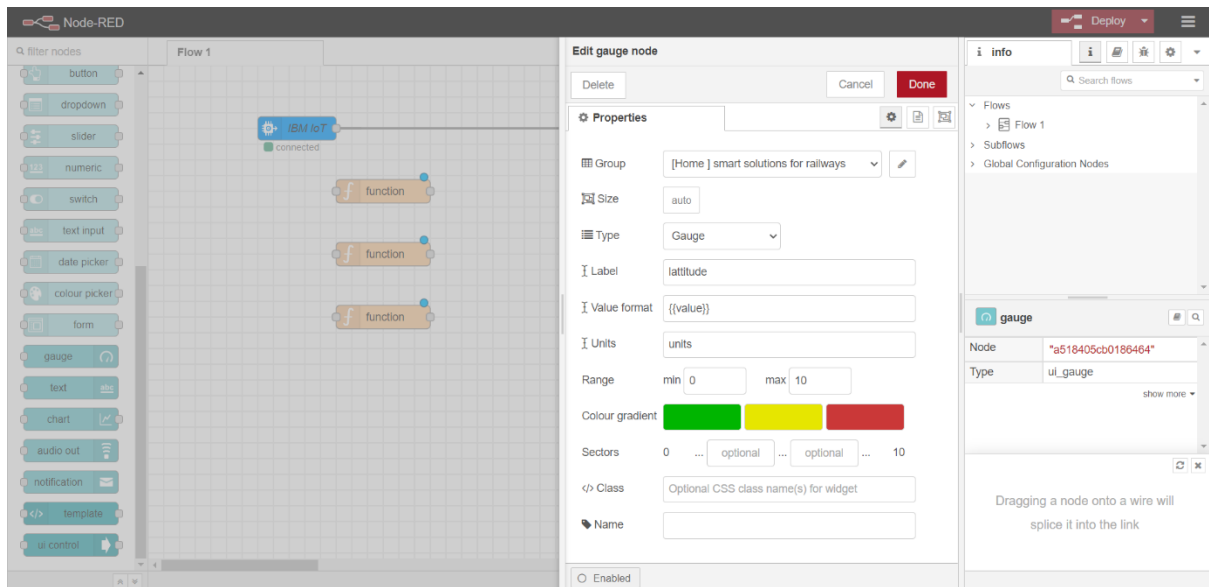 Node-RED
Deploy
filter nodes
button
dropdown
slider
123 numeric
switch
abc text input
date picker
colour picker
form
gauge
text abc
chart
audio out
notification
</> template
ui control
Flow 1
IBM IoT
connected
f function
f function
f function
Edit gauge node
Delete
Cancel
Done
Properties
Group
[Home ] smart solutions for railways
Size
auto
Type
Gauge
Label
lattitude
Value format
{{value}}
Units
units
Range
min 0
max 10
Colour gradient
Sectors
0 ... optional ... optional ... 10
</> Class
Optional CSS class name(s) for widget
Name
Enabled
i info
i
Search flows
Flows
Flow 1
Subflows
Global Configuration Nodes
gauge
Node
"a518405cb0186464"
Type
ui_gauge
show more
Dragging a node onto a wire will
splice it into the link